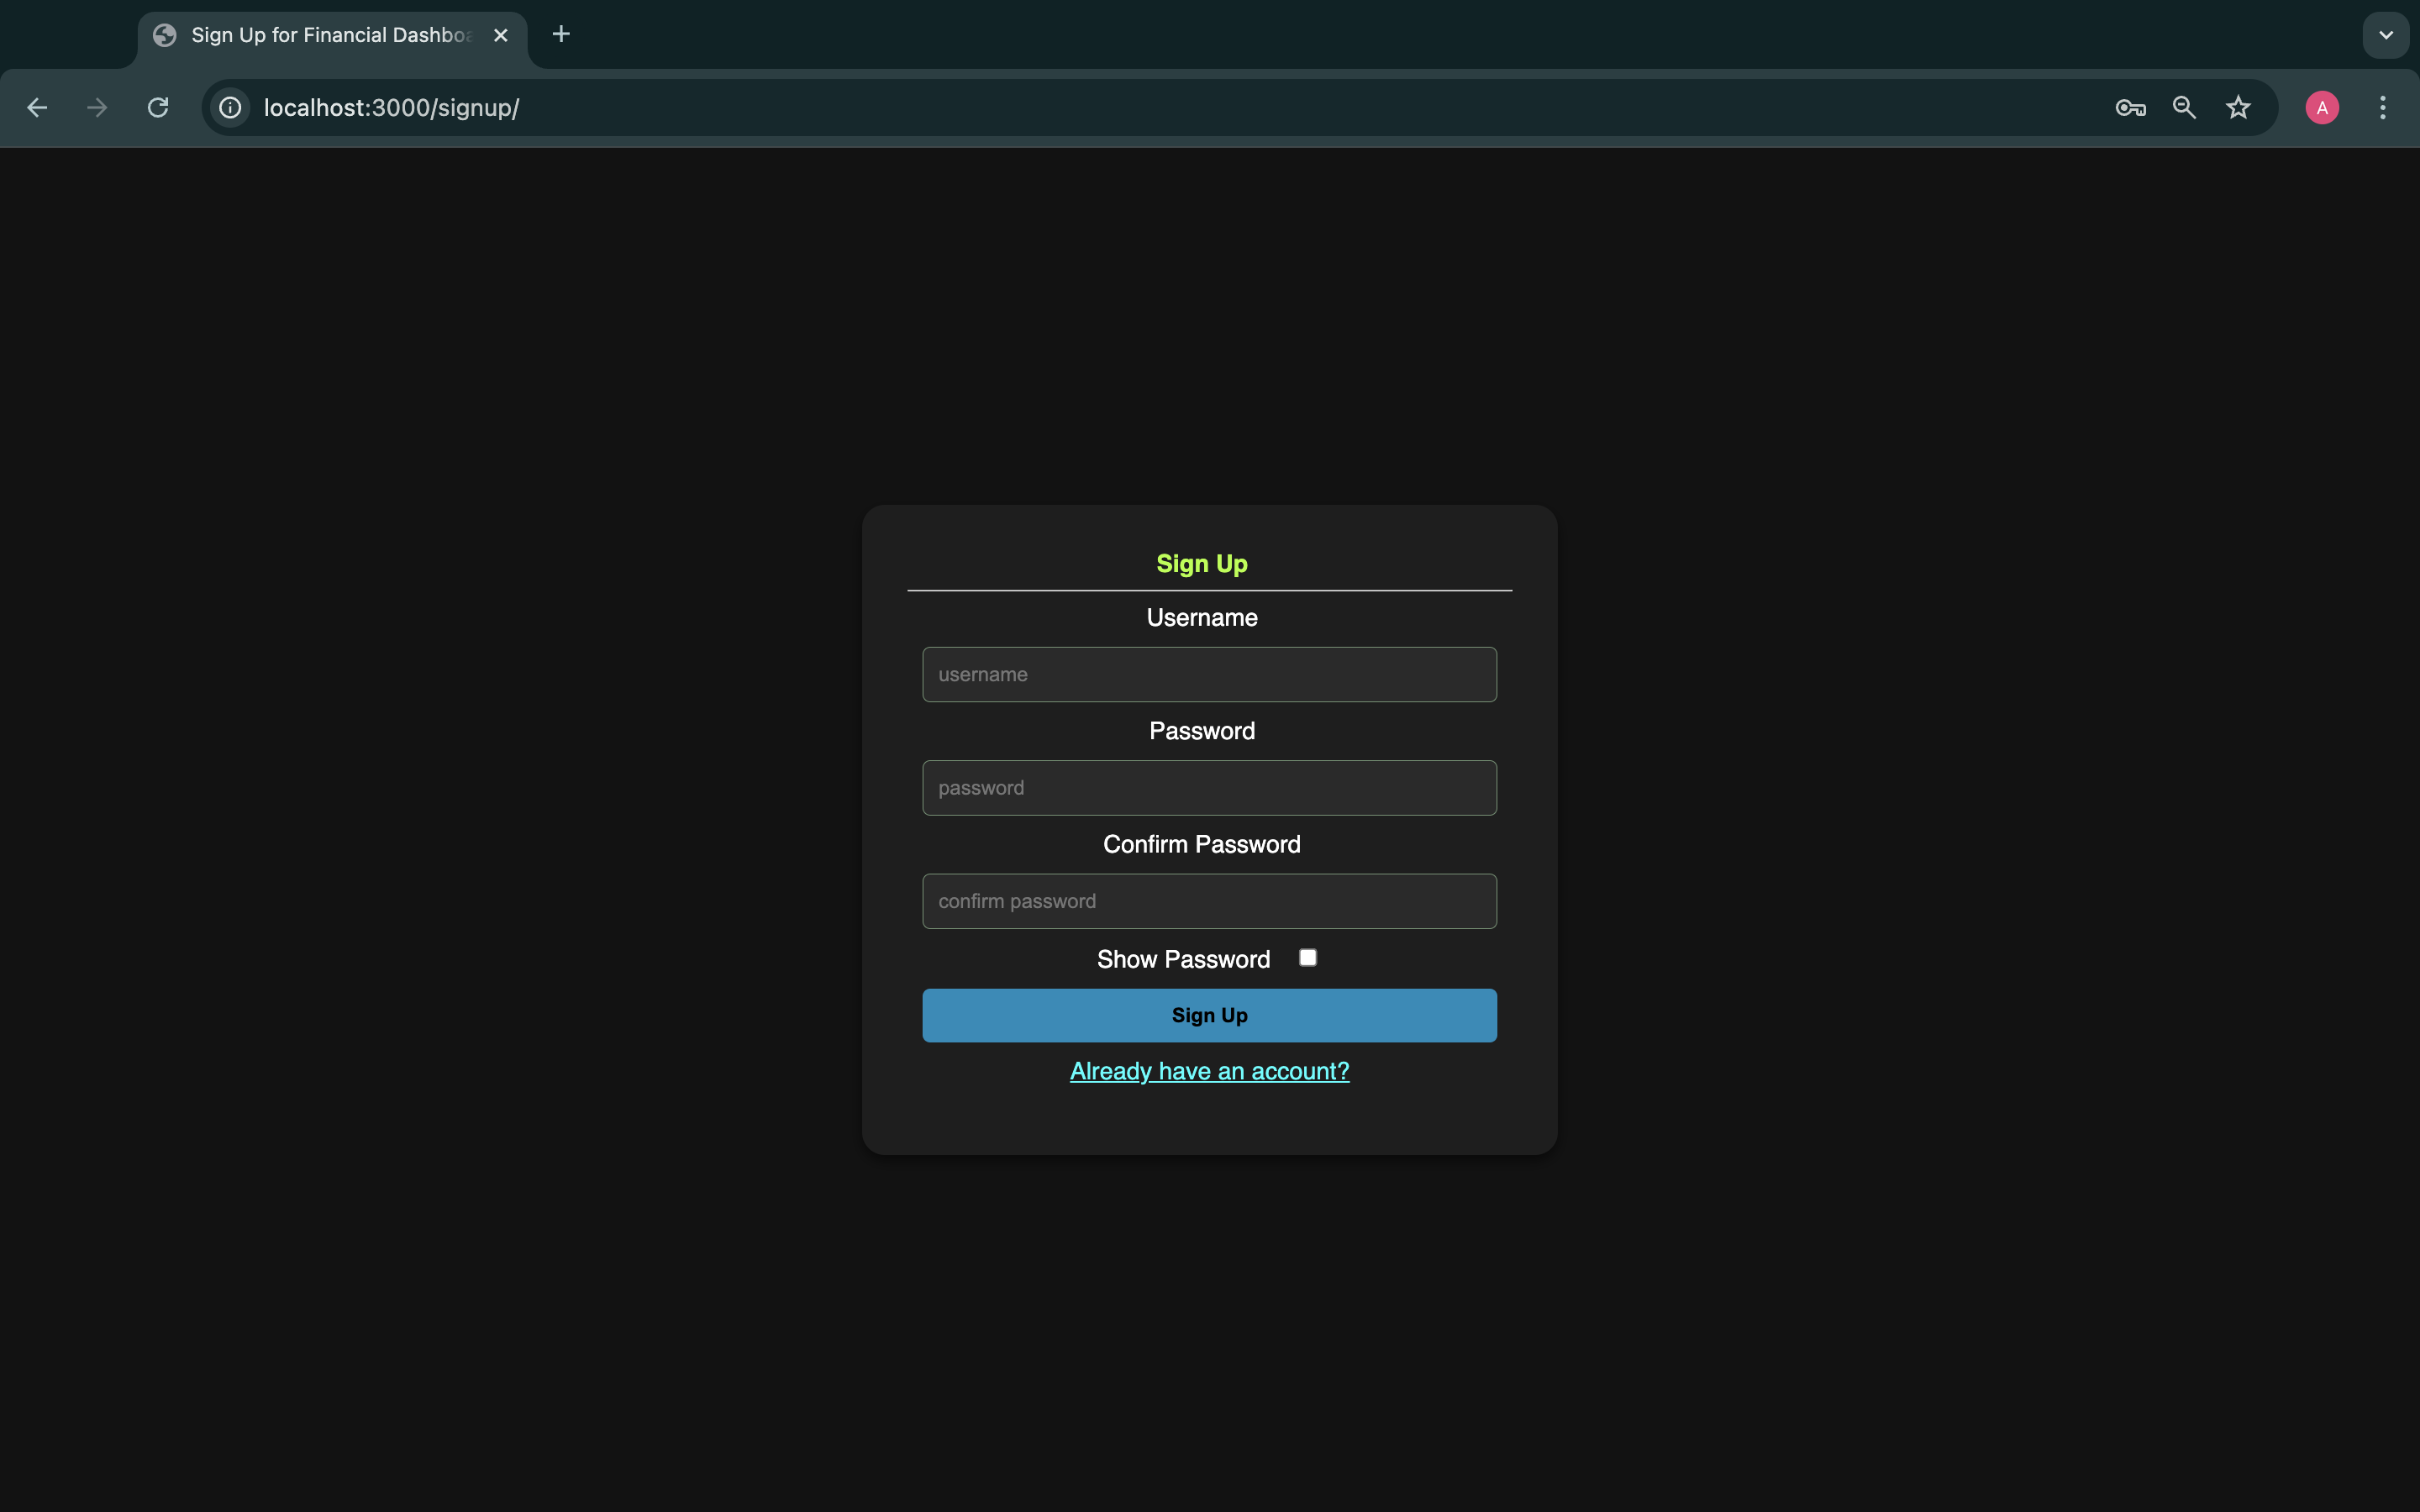 Sign Up for Financial Dashboa
localhost:3000/signup/
A
Sign Up
Username
username
Password
password
Confirm Password
confirm password
Show Password
Sign Up
Already have an account?